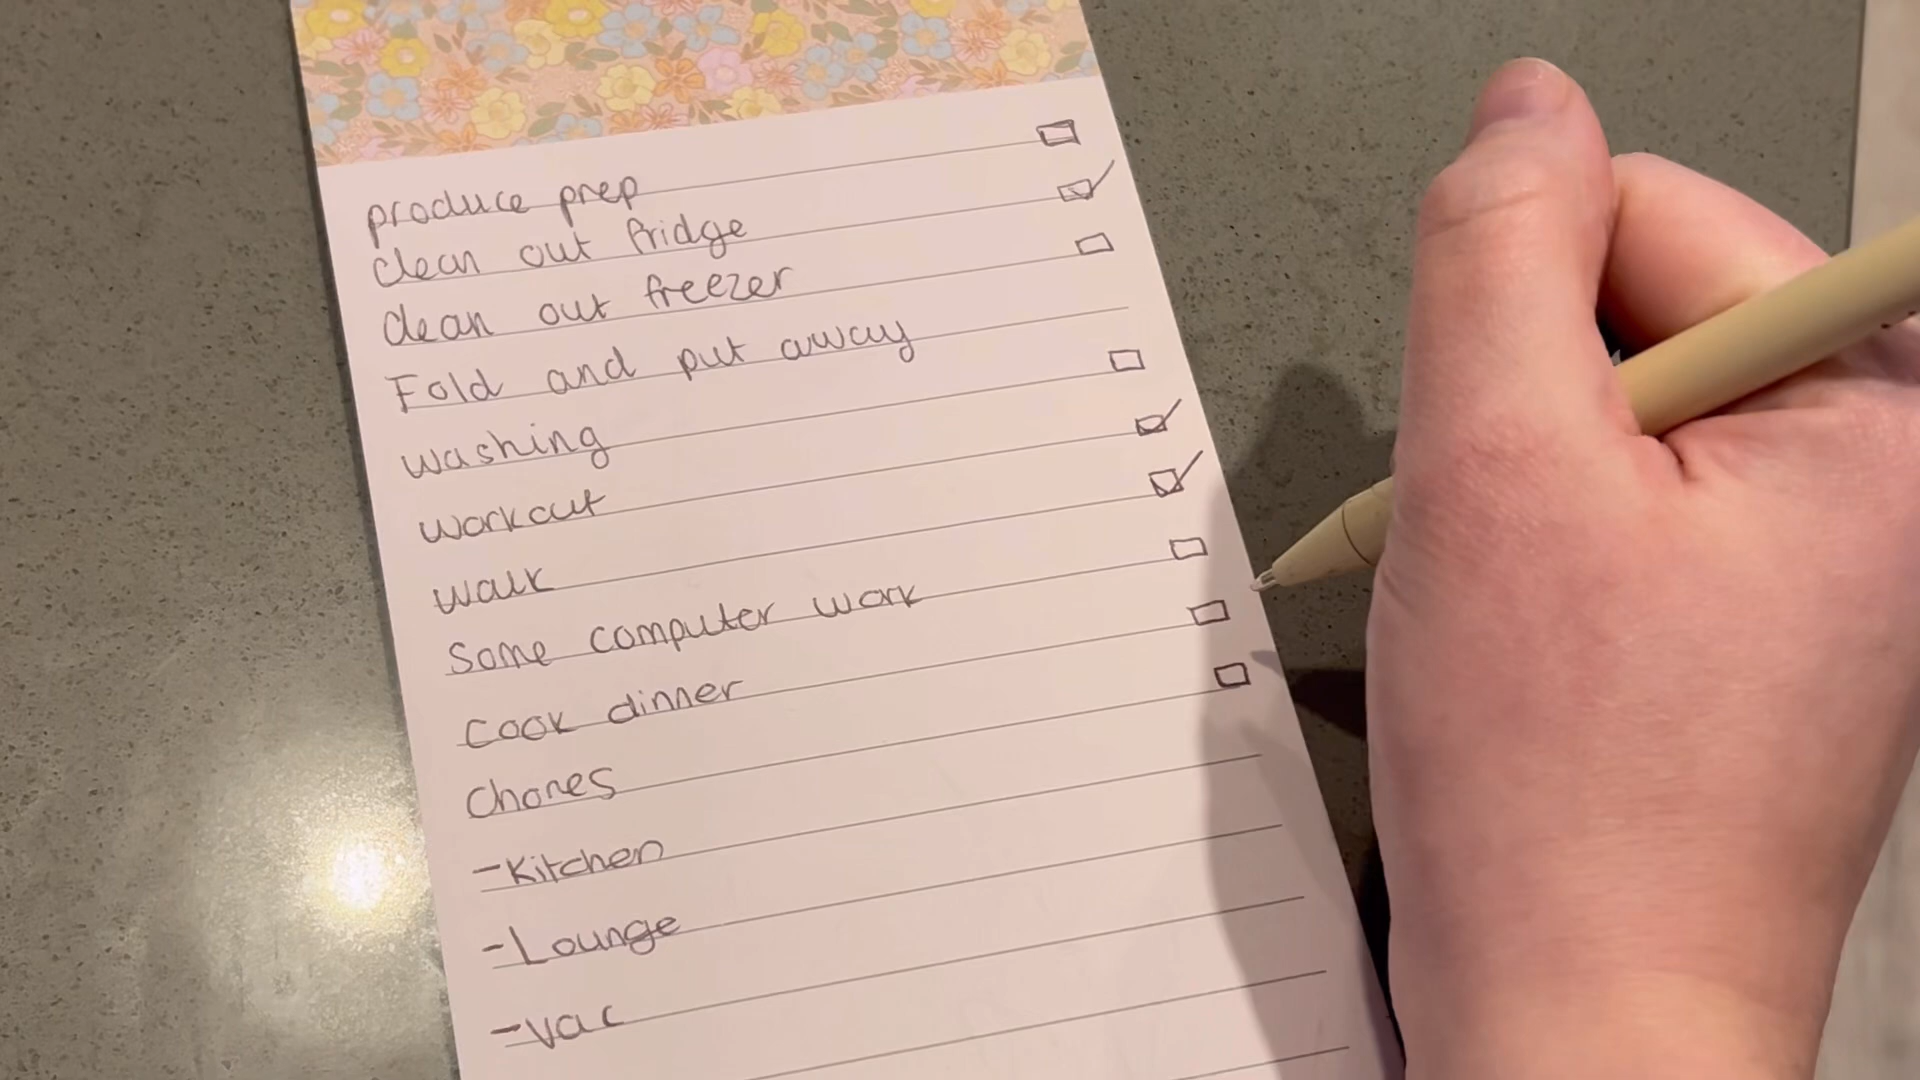 produce prep
clean out fridge
clean out freezer
Fold and put away
washing
workout
walk
Some computer work
Cook dinner
Chores
-Kitchen
-Lounge
-vac